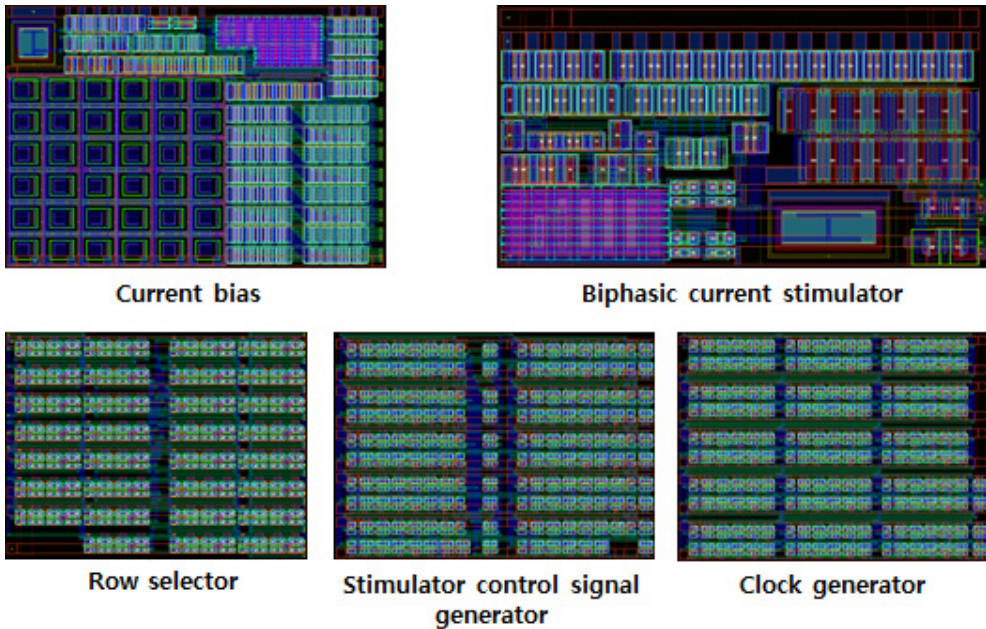 Current bias
Biphasic current stimulator
Row selector
Stimulator control signal
generator
Clock generator